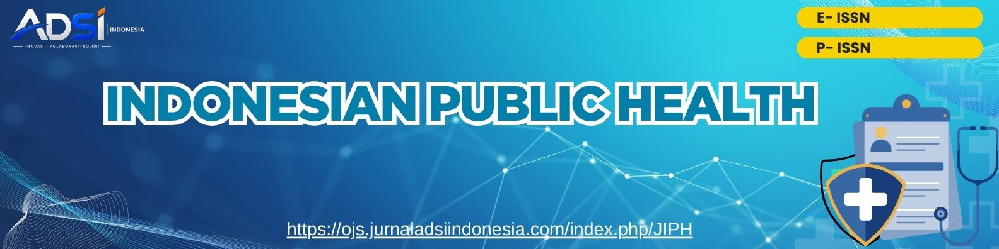 ADSi
INDONESIA
INOVASI - KOLABORASI - SOLUSI
E- ISSN
P- ISSN
INDONESIAN PUBLIC HEALTH
https://ojs.jurnaladsiindonesia.com/index.php/JIPH